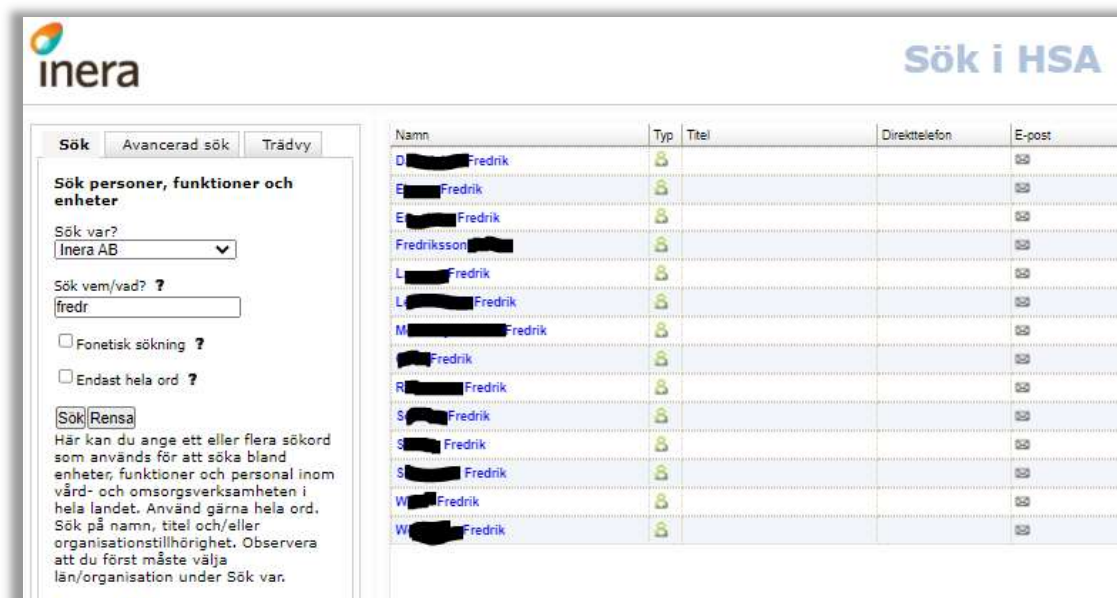 inera
Sök i HSA
Sök Avancerad sök Trädvy
Sök personer, funktioner och
enheter
Sök var?
Inera AB
Sök vem/vad? ?
fredr
Fonetisk sökning ?
Endast hela ord ?
Sök Rensa
Här kan du ange ett eller flera sökord
som används för att söka bland
enheter, funktioner och personal inom
vård- och omsorgsverksamheten i
hela landet. Använd gärna hela ord.
Sök på namn, titel och/eller
organisationstillhörighet. Observera
att du först måste välja
län/organisation under Sök var.
Namn Typ Titel Direkttelefon E-post
Fredrik
Fredrik
Fredrik
Fredriksson
Fredrik
Fredrik
Fredrik
Fredrik
Fredrik
Fredrik
Fredrik
Fredrik
Fredrik
Fredrik